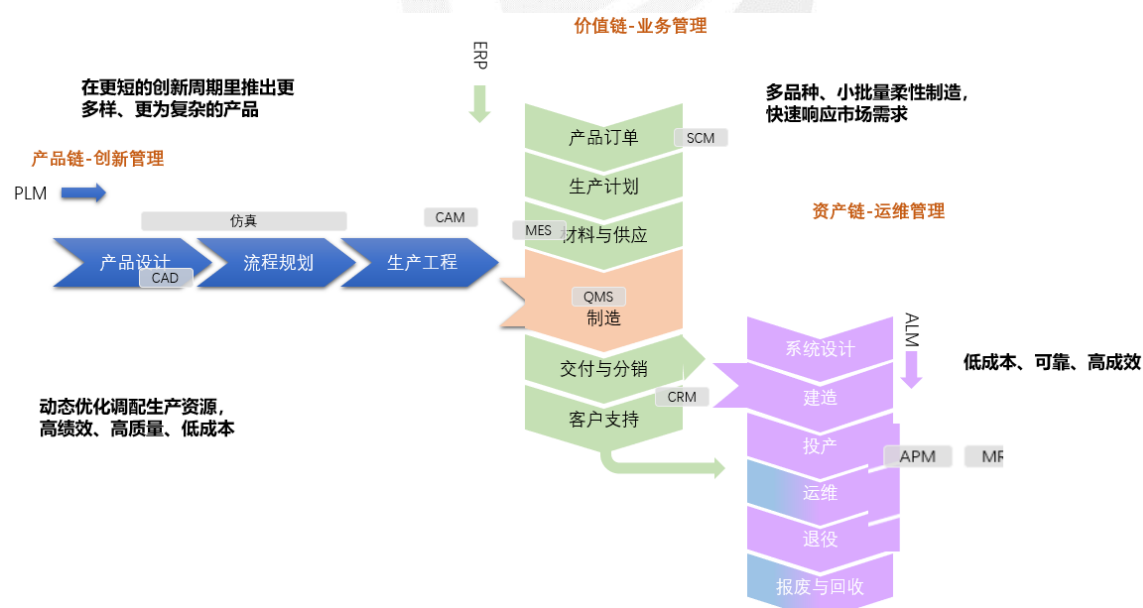 价值链-业务管理
ERP
在更短的创新周期里推出更
多样、更为复杂的产品
多品种、小批量柔性制造，
快速响应市场需求
产品订单
SCM
产品链-创新管理
PLM
生产计划
仿真
CAM
资产链-运维管理
MES
材料与供应
产品设计
CAD
流程规划
生产工程
QMS
制造
ALM
系统设计
低成本、可靠、高成效
交付与分销
CRM
建造
动态优化调配生产资源，
高绩效、高质量、低成本
客户支持
投产
APM
运维
退役
报废与回收